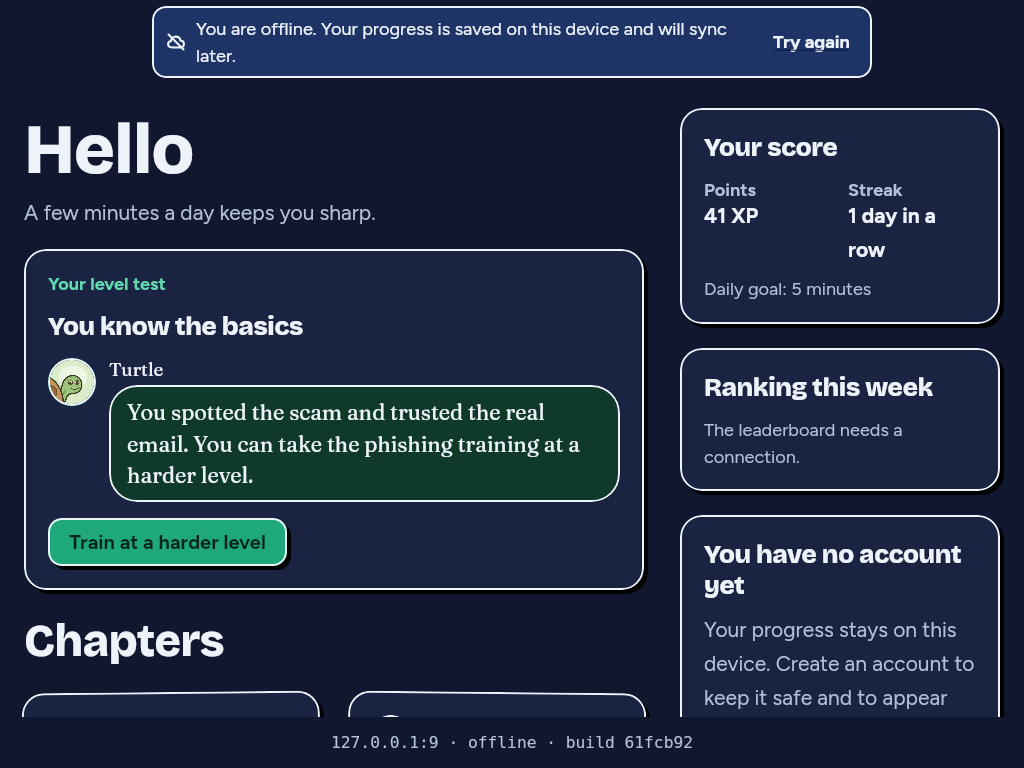 You are offline. Your progress is saved on this device and will sync
later.
Try again
Hello
A few minutes a day keeps you sharp.
Your level test
You know the basics
Turtle
You spotted the scam and trusted the real
email. You can take the phishing training at a
harder level.
Train at a harder level
Chapters
Your score
Points
41 XP
Streak
1 day in a
row
Daily goal: 5 minutes
Ranking this week
The leaderboard needs a
connection.
You have no account
yet
Your progress stays on this
device. Create an account to
keep it safe and to appear
127.0.0.1:9 · offline · build 61fcb92